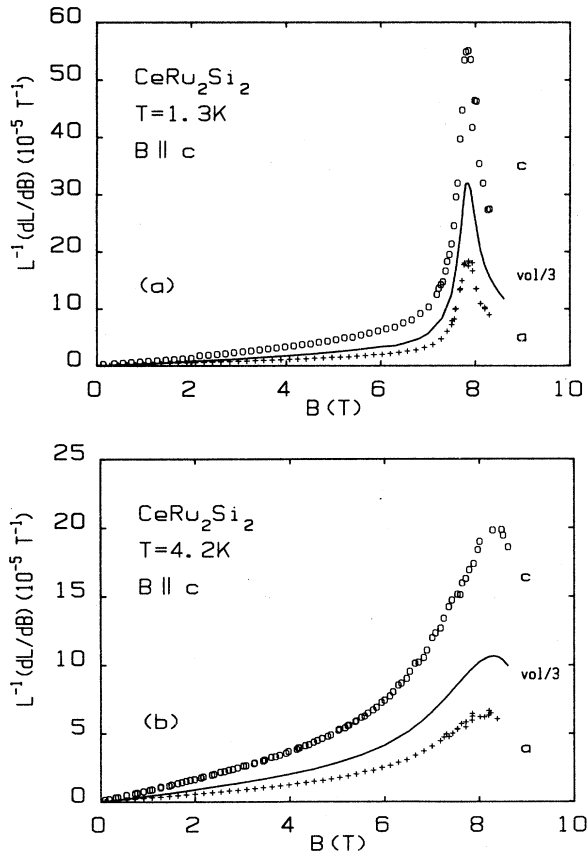 60
50
40
30
20
10
0
L⁻¹(dL/dB)(10⁻⁵ T⁻¹)
CeRu₂Si₂
T=1.3K
B || c
(a)
c
vol/3
a
0 2 4 6 8 10
B(T)
25
20
15
10
5
0
L⁻¹(dL/dB)(10⁻⁵ T⁻¹)
CeRu₂Si₂
T=4.2K
B || c
(b)
c
vol/3
a
0 2 4 6 8 10
B(T)